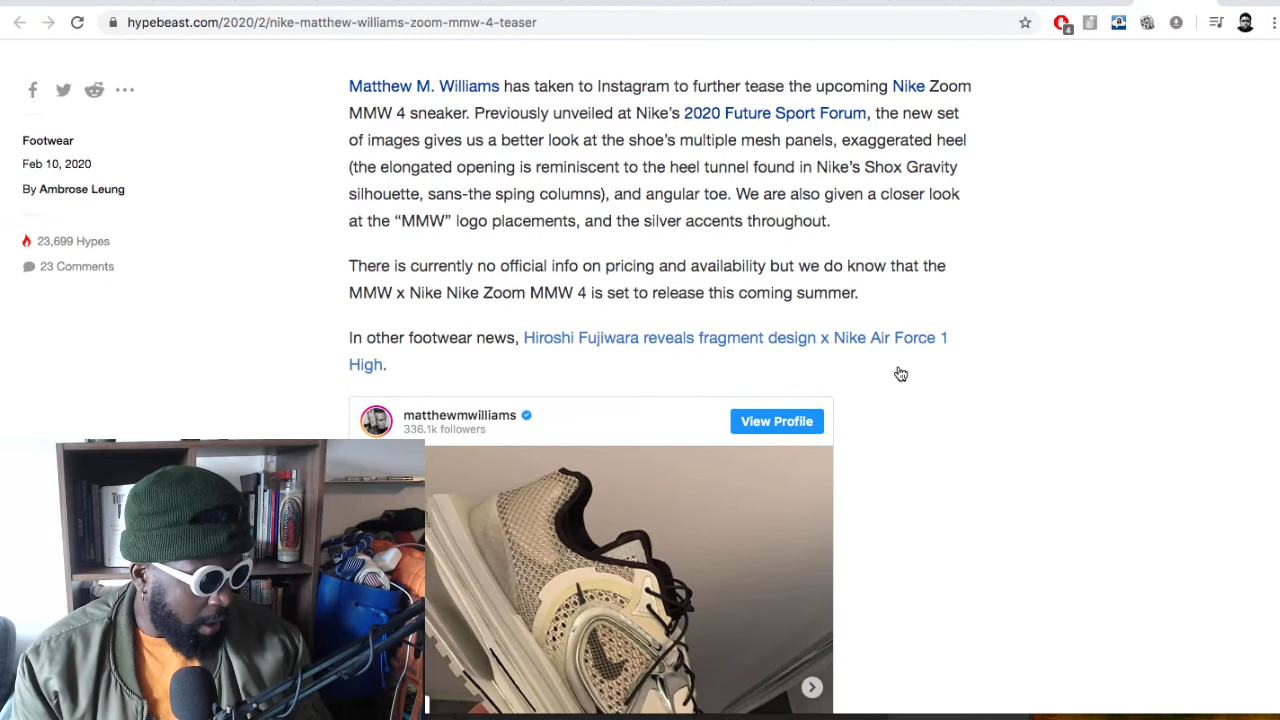 hypebeast.com/2020/2/nike-matthew-williams-zoom-mmw-4-teaser
4
Footwear
Feb 10, 2020
By Ambrose Leung
23,699 Hypes
23 Comments
Matthew M. Williams has taken to Instagram to further tease the upcoming Nike Zoom
MMW 4 sneaker. Previously unveiled at Nike’s 2020 Future Sport Forum, the new set
of images gives us a better look at the shoe’s multiple mesh panels, exaggerated heel
(the elongated opening is reminiscent to the heel tunnel found in Nike’s Shox Gravity
silhouette, sans-the sping columns), and angular toe. We are also given a closer look
at the “MMW” logo placements, and the silver accents throughout.
There is currently no official info on pricing and availability but we do know that the
MMW x Nike Nike Zoom MMW 4 is set to release this coming summer.
In other footwear news, Hiroshi Fujiwara reveals fragment design x Nike Air Force 1
High.
matthewmwilliams
336.1k followers
View Profile